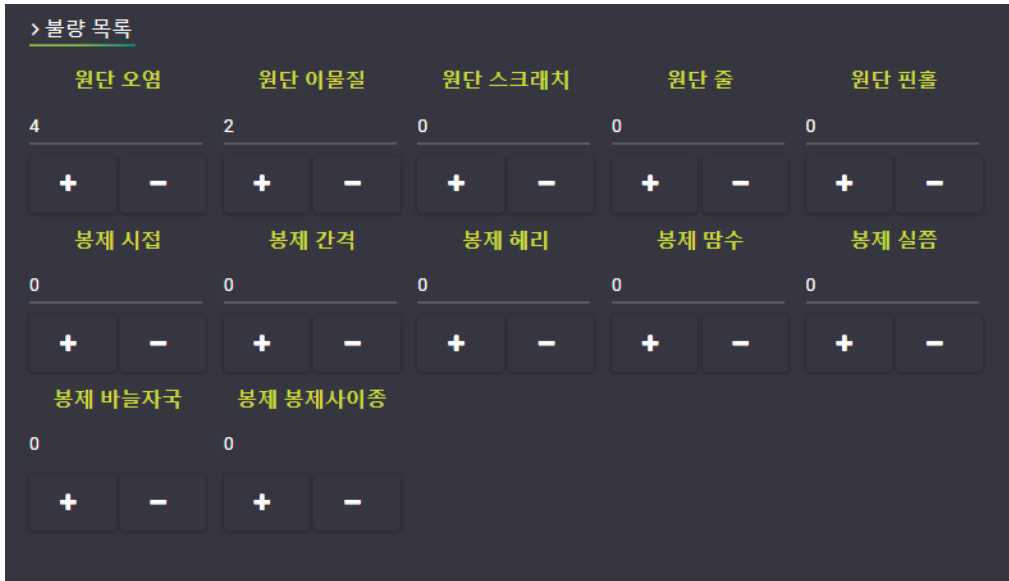 > 불량 목록
원단 오염 원단 이물질 원단 스크래치 원단 줄 원단 핀홀
4 2 0 0 0
+ - + - + - + - + -
봉제 시접 봉제 간격 봉제 헤리 봉제 땀수 봉제 실쯤
0 0 0 0 0
+ - + - + - + - + -
봉제 바늘자국 봉제 봉제사이종
0 0
+ - + -